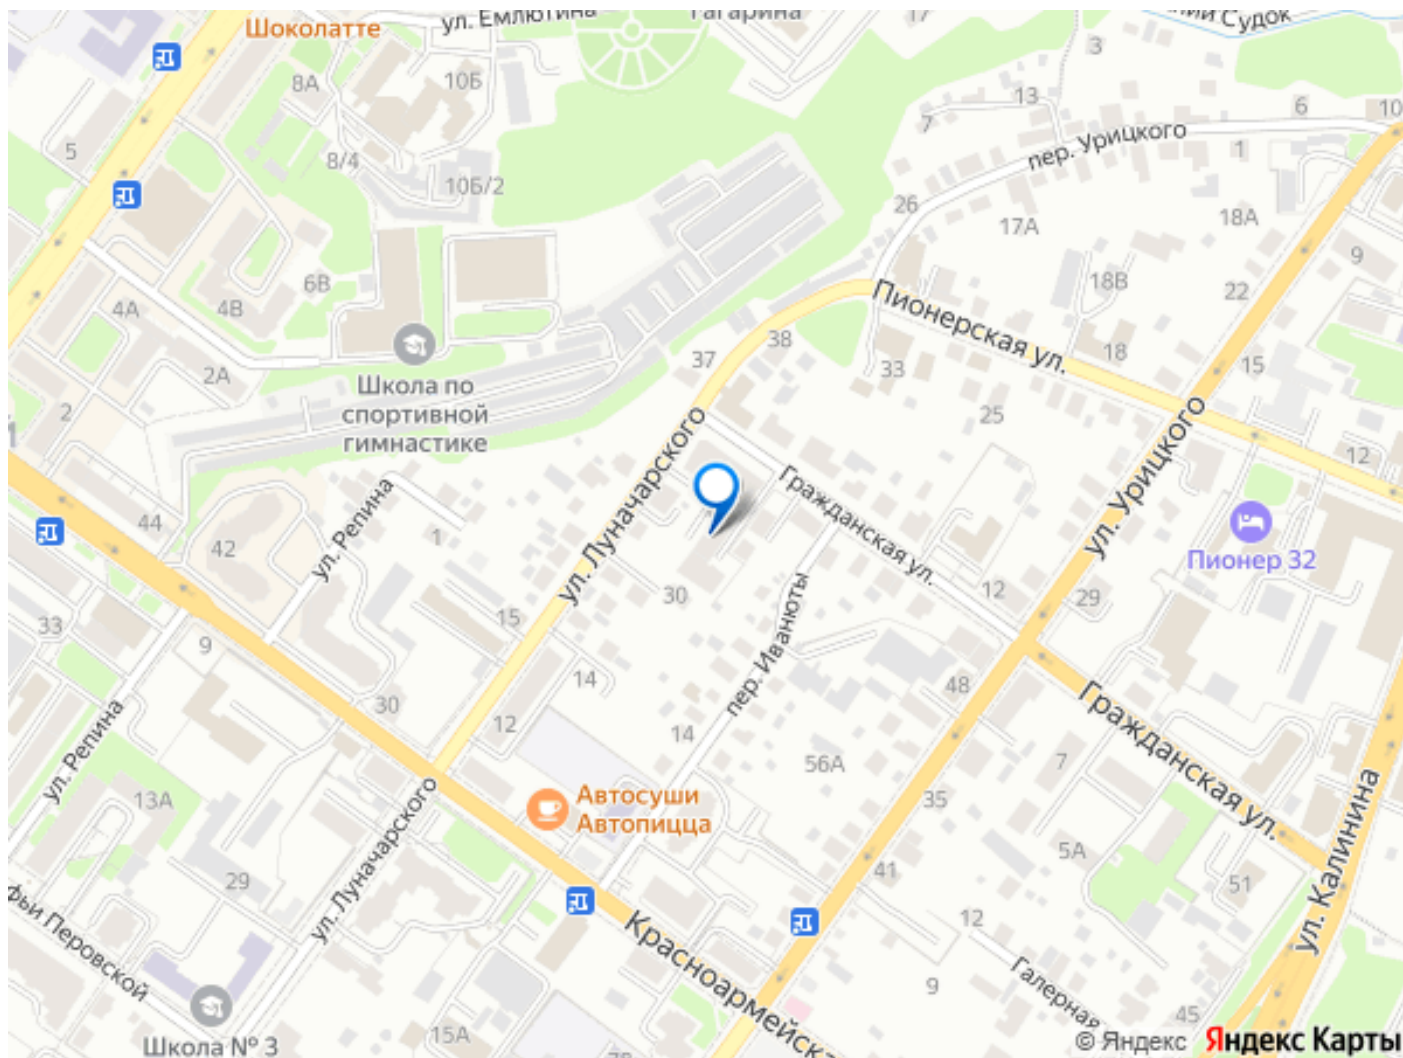 Шоколатте
ул. Емлютина
Гагарина
17
ний Судок
3
8А
10Б
13
7
6
10
5
8/4
10Б/2
пер. Урицкого
1
26
17А
18А
9
6В
4А
4В
18В
22
Пионерская ул.
38
37
33
18
15
2А
2
Школа по
спортивной
гимнастике
25
12
1
44
42
ул. Репина
1
ул. Луначарского
Гражданская ул.
ул. Урицкого
Пионер 32
30
12
29
33
9
15
14
пер. Иванюты
48
30
12
14
56А
Гражданская ул.
7
ул. Репина
13А
Автосуши
Автопицца
35
5А
ул. Калинина
29
ул. Луначарского
41
51
12
фьи Перовской
Красноармейска
9
Галерная
45
15А
Школа № 3
© Яндекс Яндекс Карты